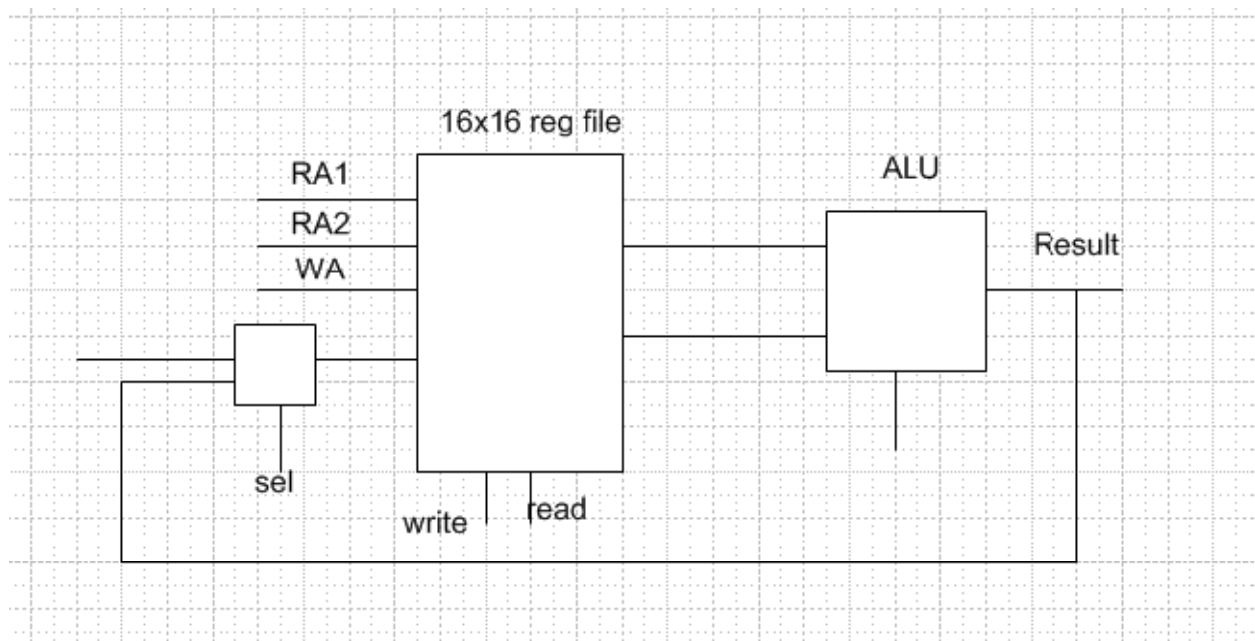 16x16 reg file
RA1
ALU
RA2
Result
WA
sel
write
read